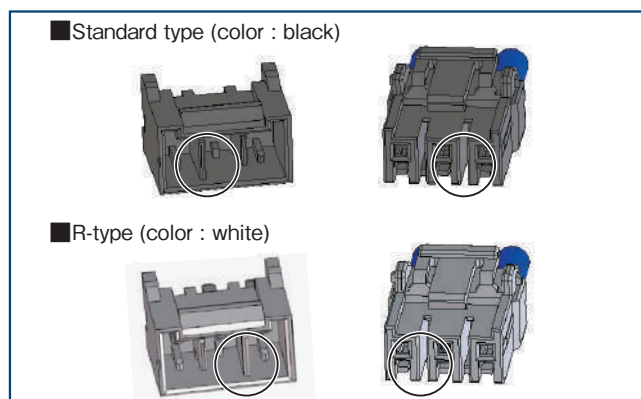 ■Standard type (color : black)
■R-type (color : white)